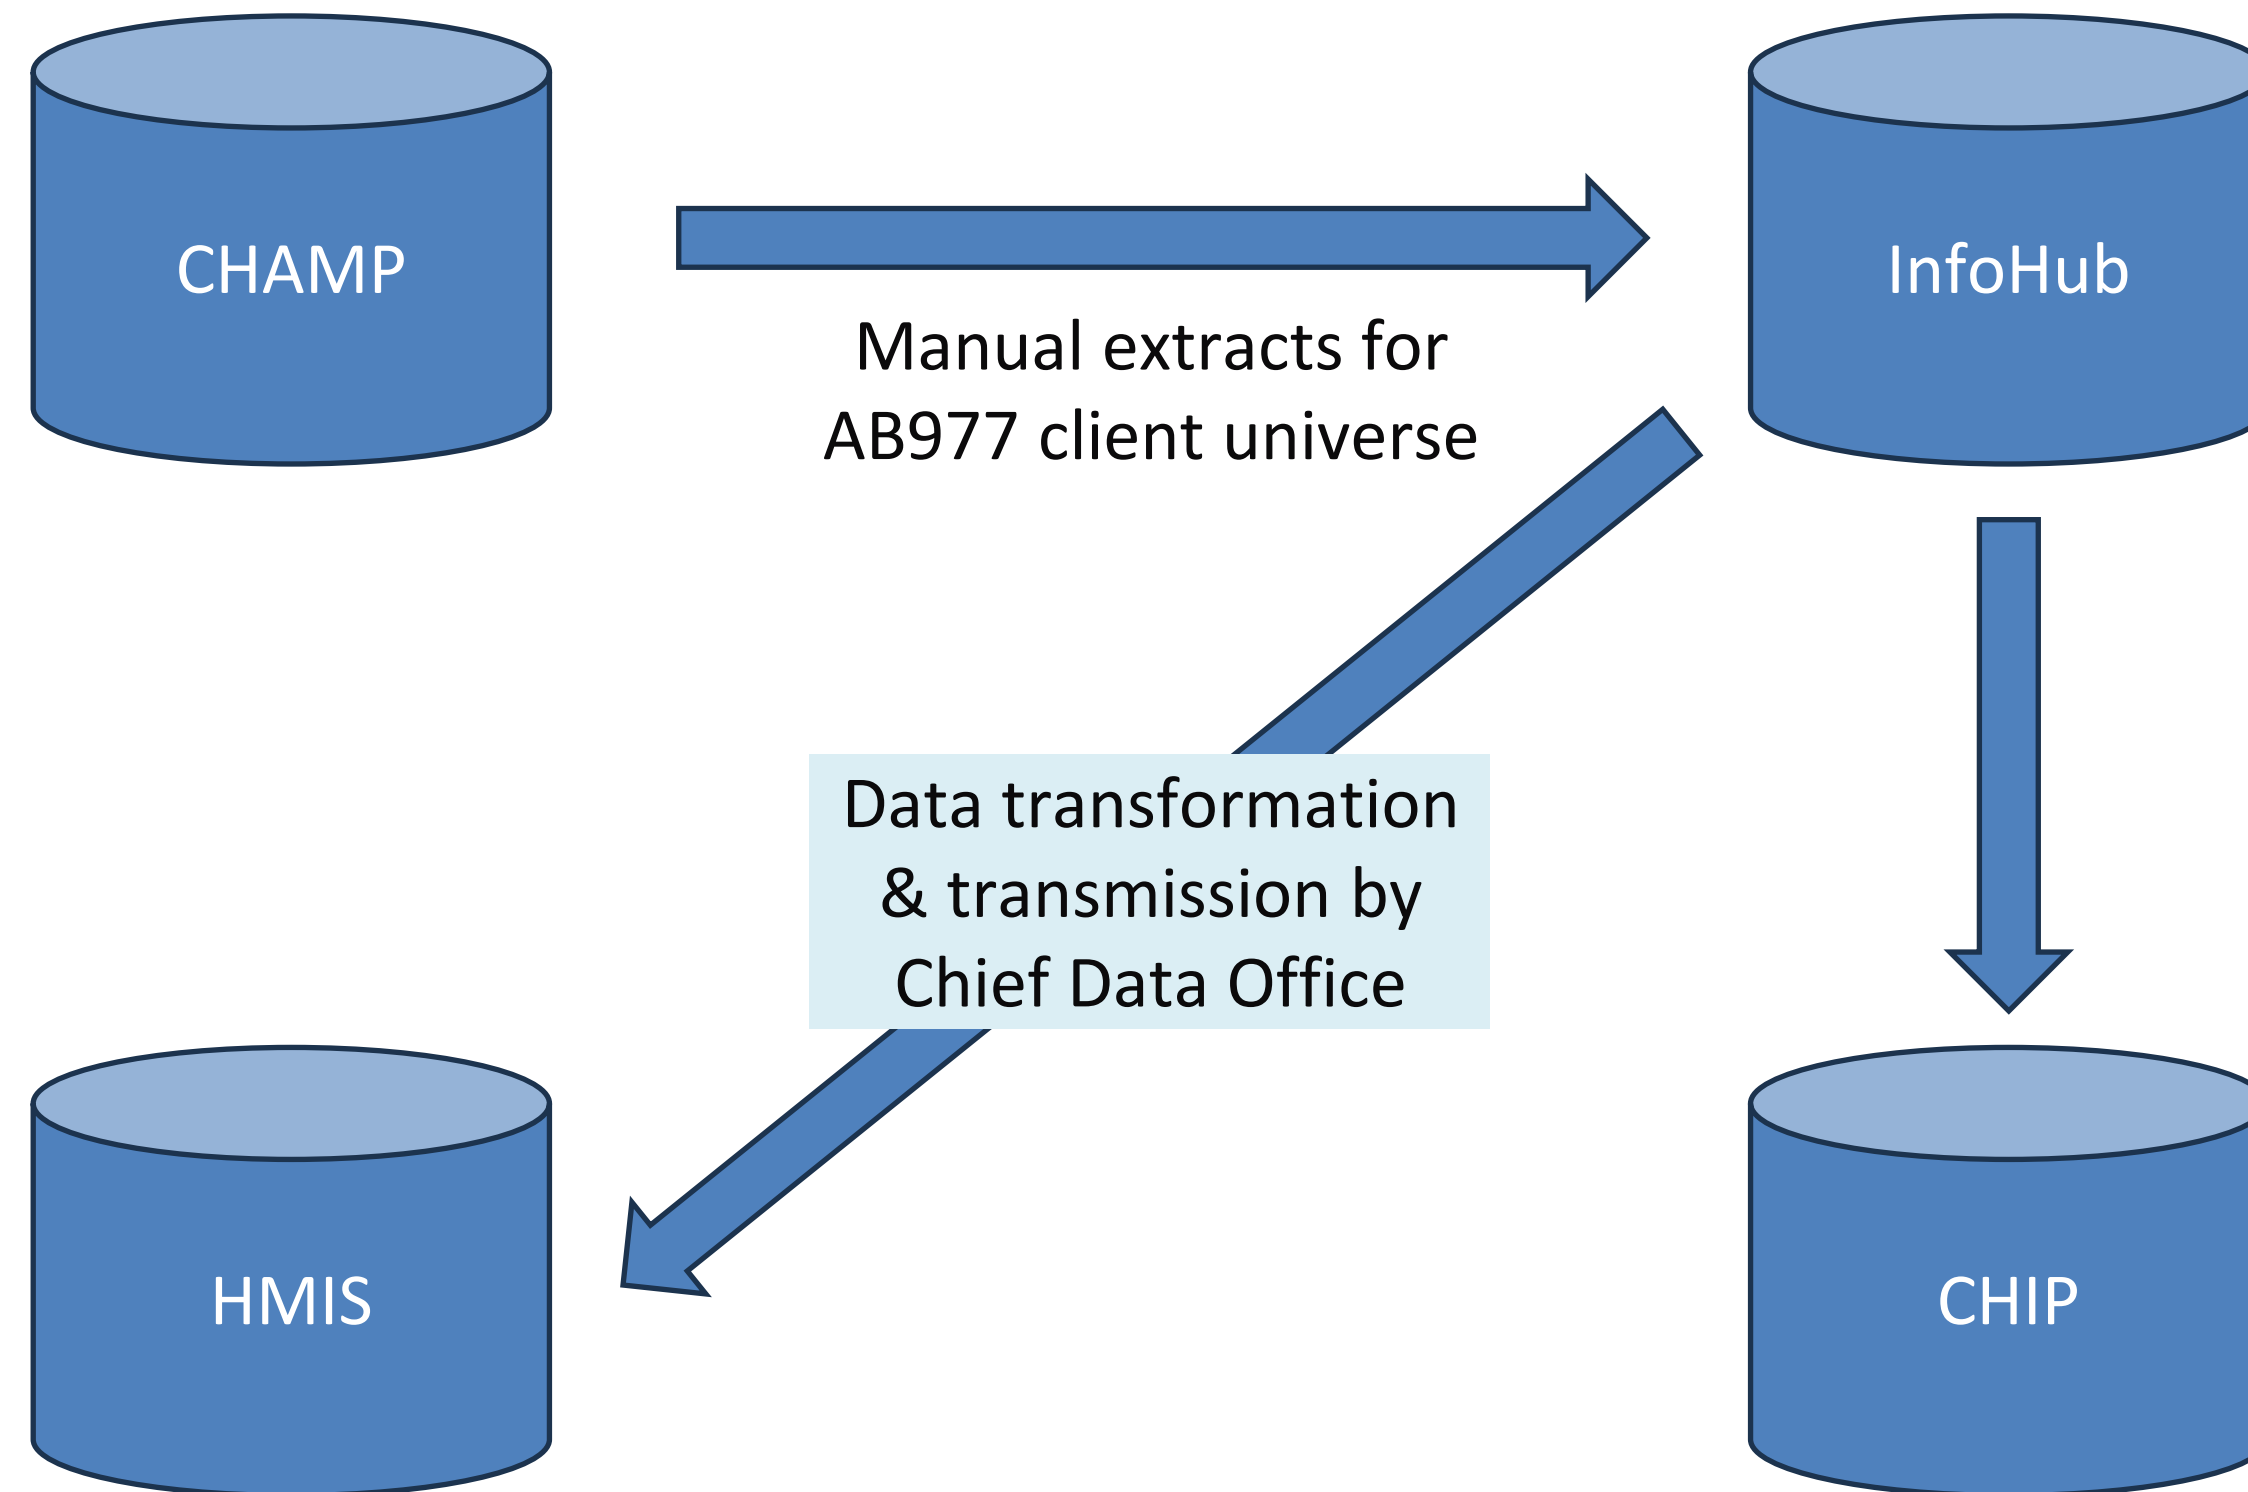 CHAMP
InfoHub
Manual extracts for
AB977 client universe
Data transformation
& transmission by
Chief Data Office
HMIS
CHIP